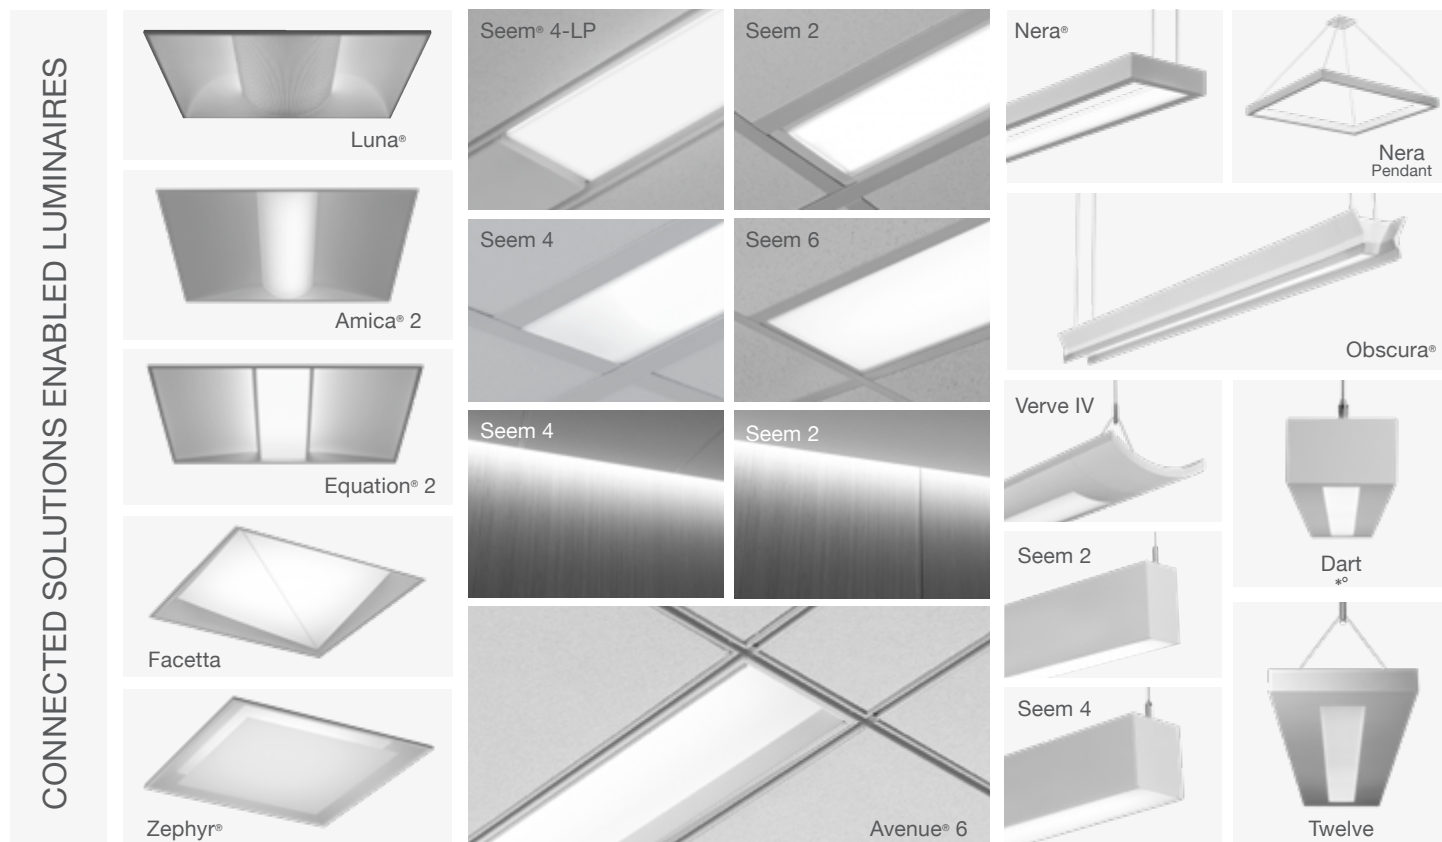 CONNECTED SOLUTIONS ENABLED LUMINAIRES
Luna®
Amica® 2
Equation® 2
Facetta
Zephyr®
Seem® 4-LP
Seem 2
Seem 4
Seem 6
Seem 4
Seem 2
Avenue® 6
Nera®
Nera
Pendant
Obscura®
Verve IV
Dart
*°
Seem 2
Seem 4
Twelve